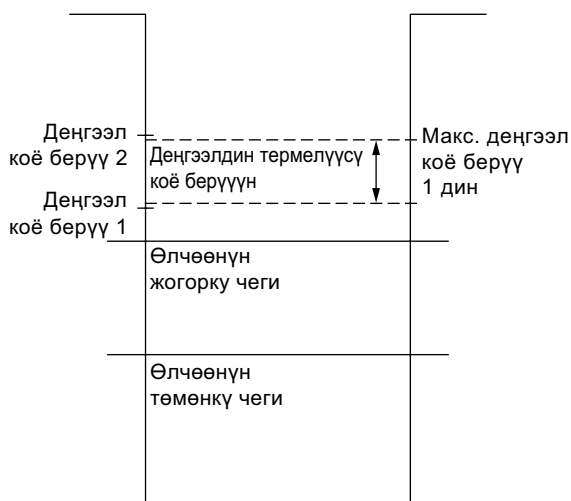 Деңгээл
коё берүү 2
Деңгээлдин термелүүсү
коё берүүүн
Макс. деңгээл
коё берүү
1 дин
Деңгээл
коё берүү 1
Өлчөөнүн
жогорку чеги
Өлчөөнүн
төмөнкү чеги